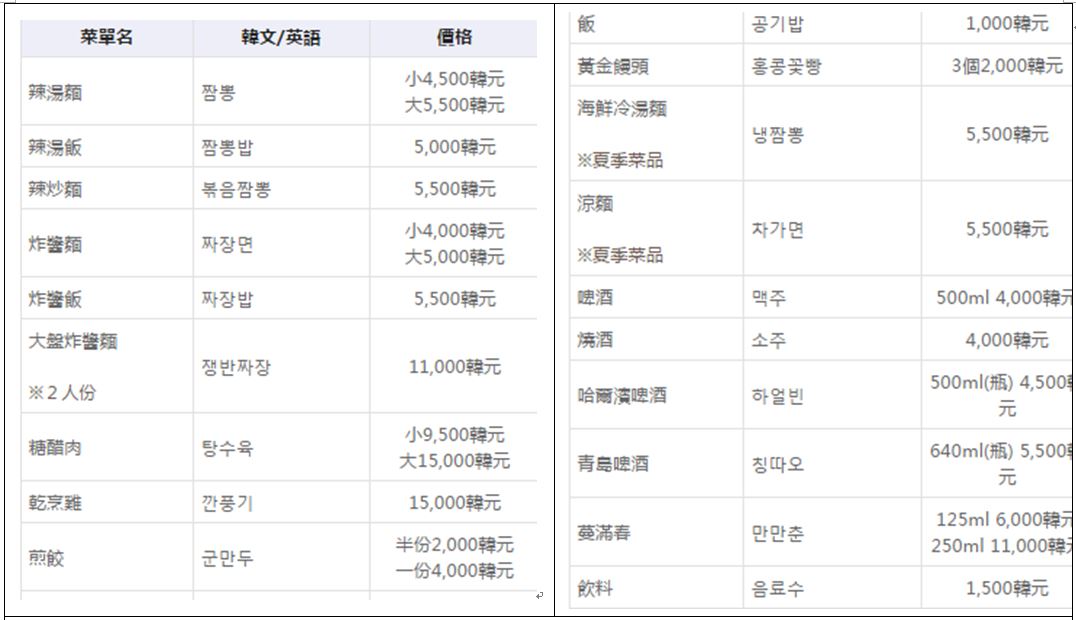 菜單名 韓文/英語 價格
辣湯麵 짬뽕 小4,500韓元
大5,500韓元
辣湯飯 짬뽕밥 5,000韓元
辣炒麵 볶음짬뽕 5,500韓元
炸醬麵 짜장면 小4,000韓元
大5,000韓元
炸醬飯 짜장밥 5,500韓元
大盤炸醬麵
※2人份 쟁반짜장 11,000韓元
糖醋肉 탕수육 小9,500韓元
大15,000韓元
乾烹雞 깐풍기 15,000韓元
煎餃 군만두 半份2,000韓元
一份4,000韓元
飯 공기밥 1,000韓元
黃金饅頭 홍콩꽃빵 3個2,000韓元
海鮮冷湯麵
※夏季菜品 냉짬뽕 5,500韓元
涼麵
※夏季菜品 차가면 5,500韓元
啤酒 맥주 500ml 4,000韓元
燒酒 소주 4,000韓元
哈爾濱啤酒 하얼빈 500ml(瓶) 4,500韓
元
青島啤酒 칭따오 640ml(瓶) 5,500韓
元
蔓滿春 만만춘 125ml 6,000韓元
250ml 11,000韓元
飲料 음료수 1,500韓元